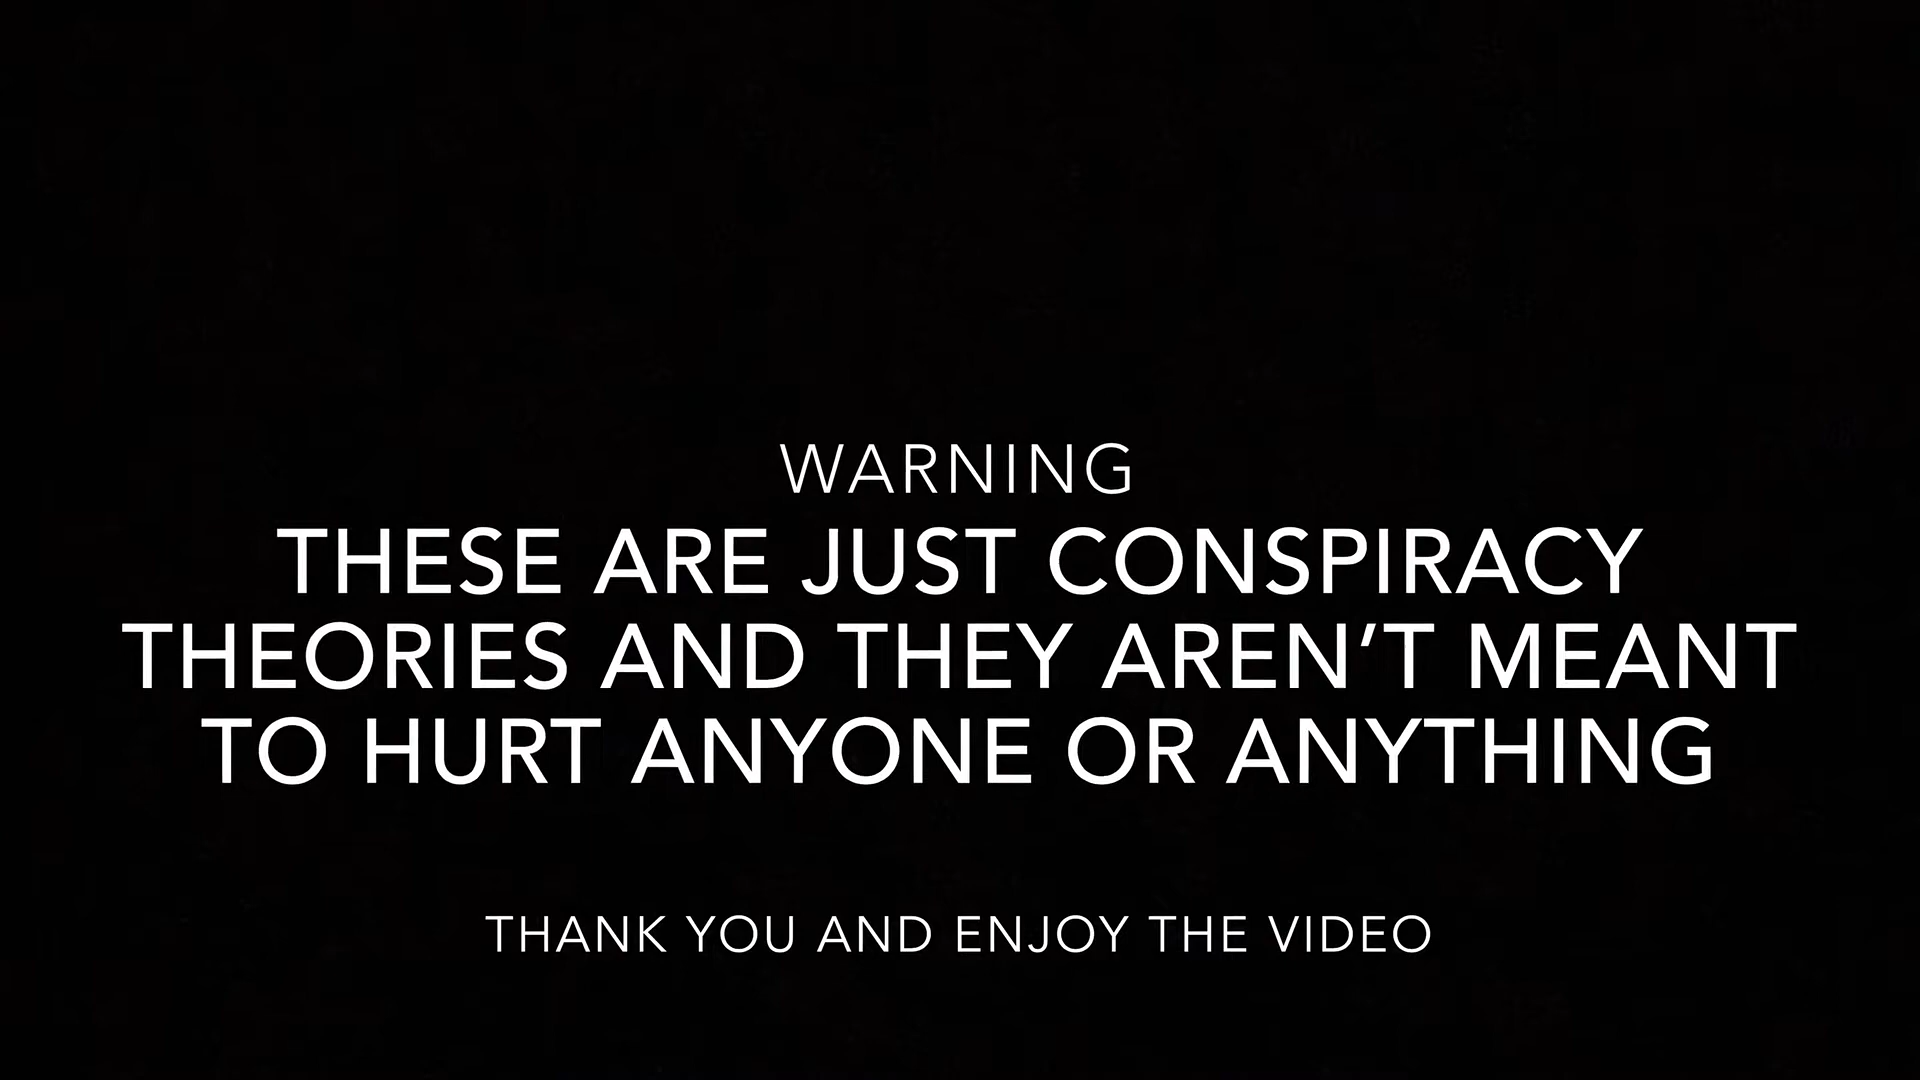 WARNING
THESE ARE JUST CONSPIRACY
THEORIES AND THEY AREN’T MEANT
TO HURT ANYONE OR ANYTHING
THANK YOU AND ENJOY THE VIDEO